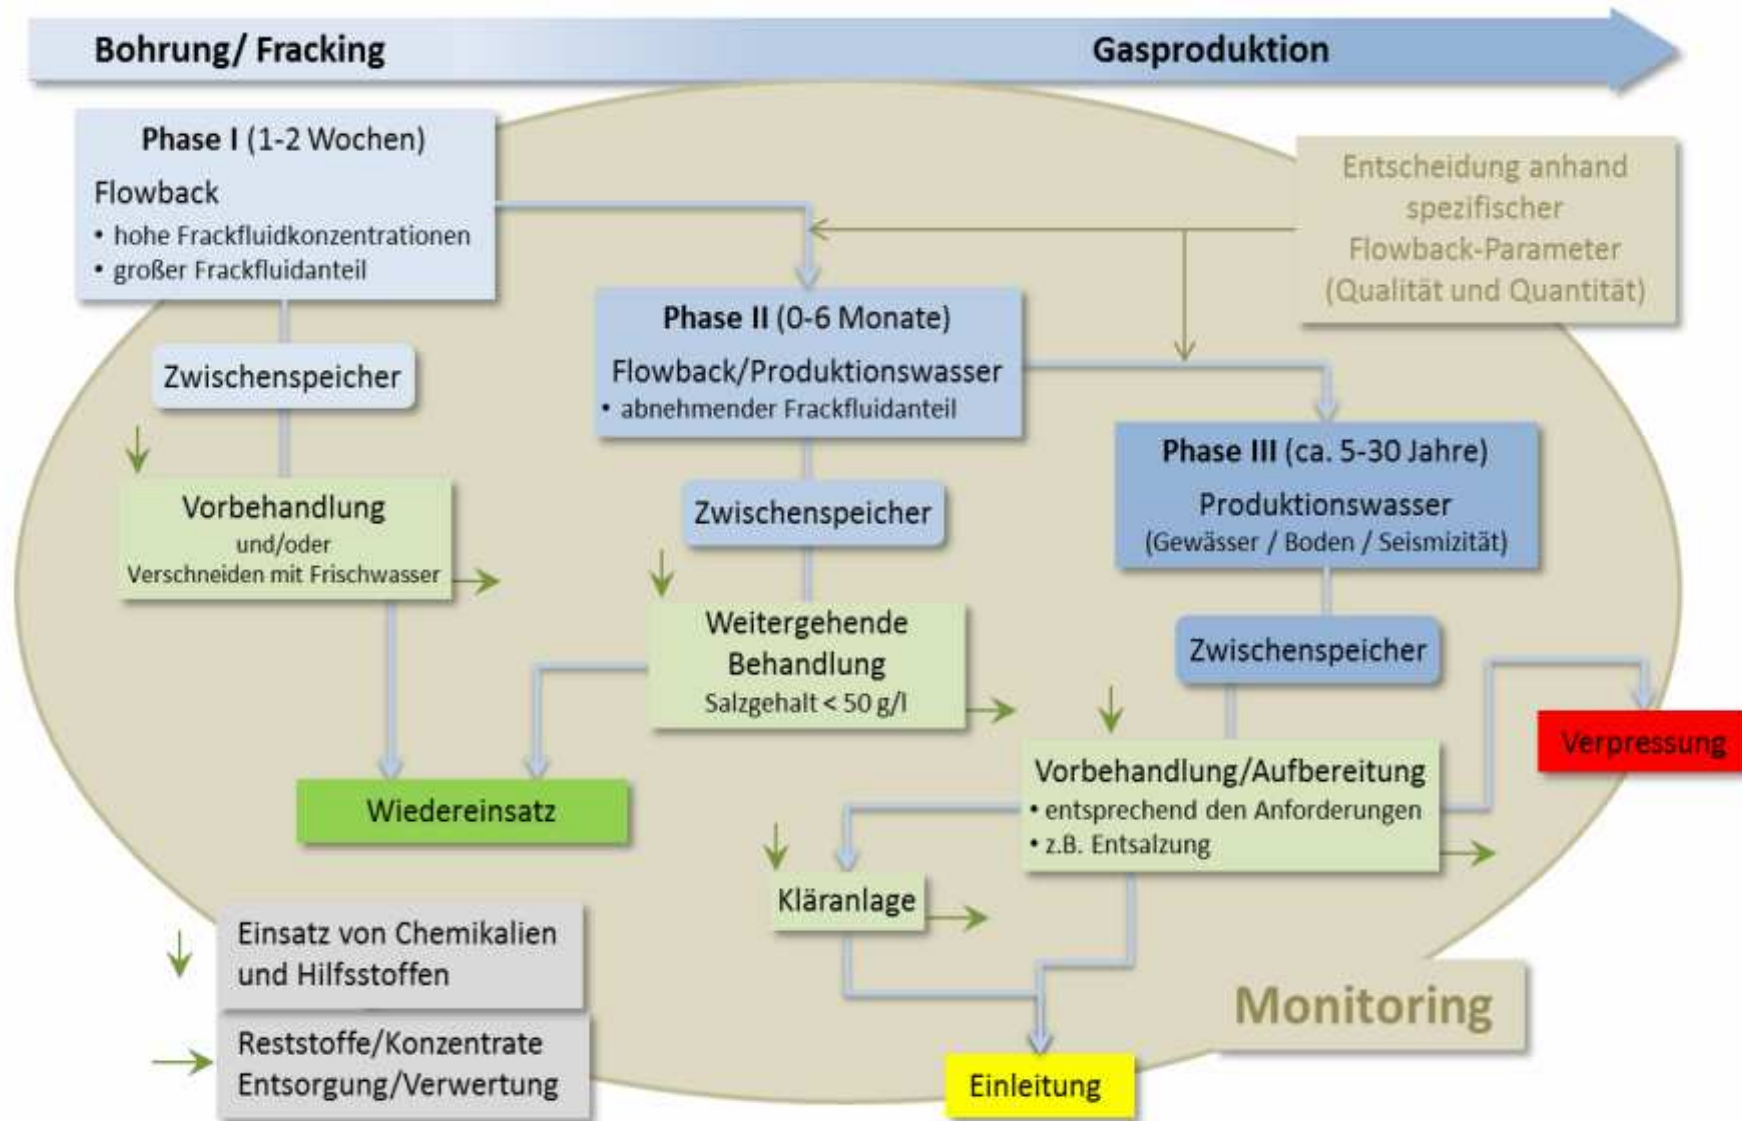 Bohrung/ Fracking
Gasproduktion
Phase I (1-2 Wochen)
Flowback
• hohe Frackfluidkonzentrationen
• großer Frackfluidanteil
Entscheidung anhand
spezifischer
Flowback-Parameter
(Qualität und Quantität)
Phase II (0-6 Monate)
Flowback/Produktionswasser
• abnehmender Frackfluidanteil
Zwischenspeicher
Phase III (ca. 5-30 Jahre)
Produktionswasser
(Gewässer / Boden / Seismizität)
Vorbehandlung
und/oder
Verschneiden mit Frischwasser
Zwischenspeicher
Weitergehende
Behandlung
Salzgehalt < 50 g/l
Zwischenspeicher
Verpressung
Vorbehandlung/Aufbereitung
• entsprechend den Anforderungen
• z.B. Entsalzung
Wiedereinsatz
Kläranlage
Einsatz von Chemikalien
und Hilfsstoffen
Monitoring
Reststoffe/Konzentrate
Entsorgung/Verwertung
Einleitung